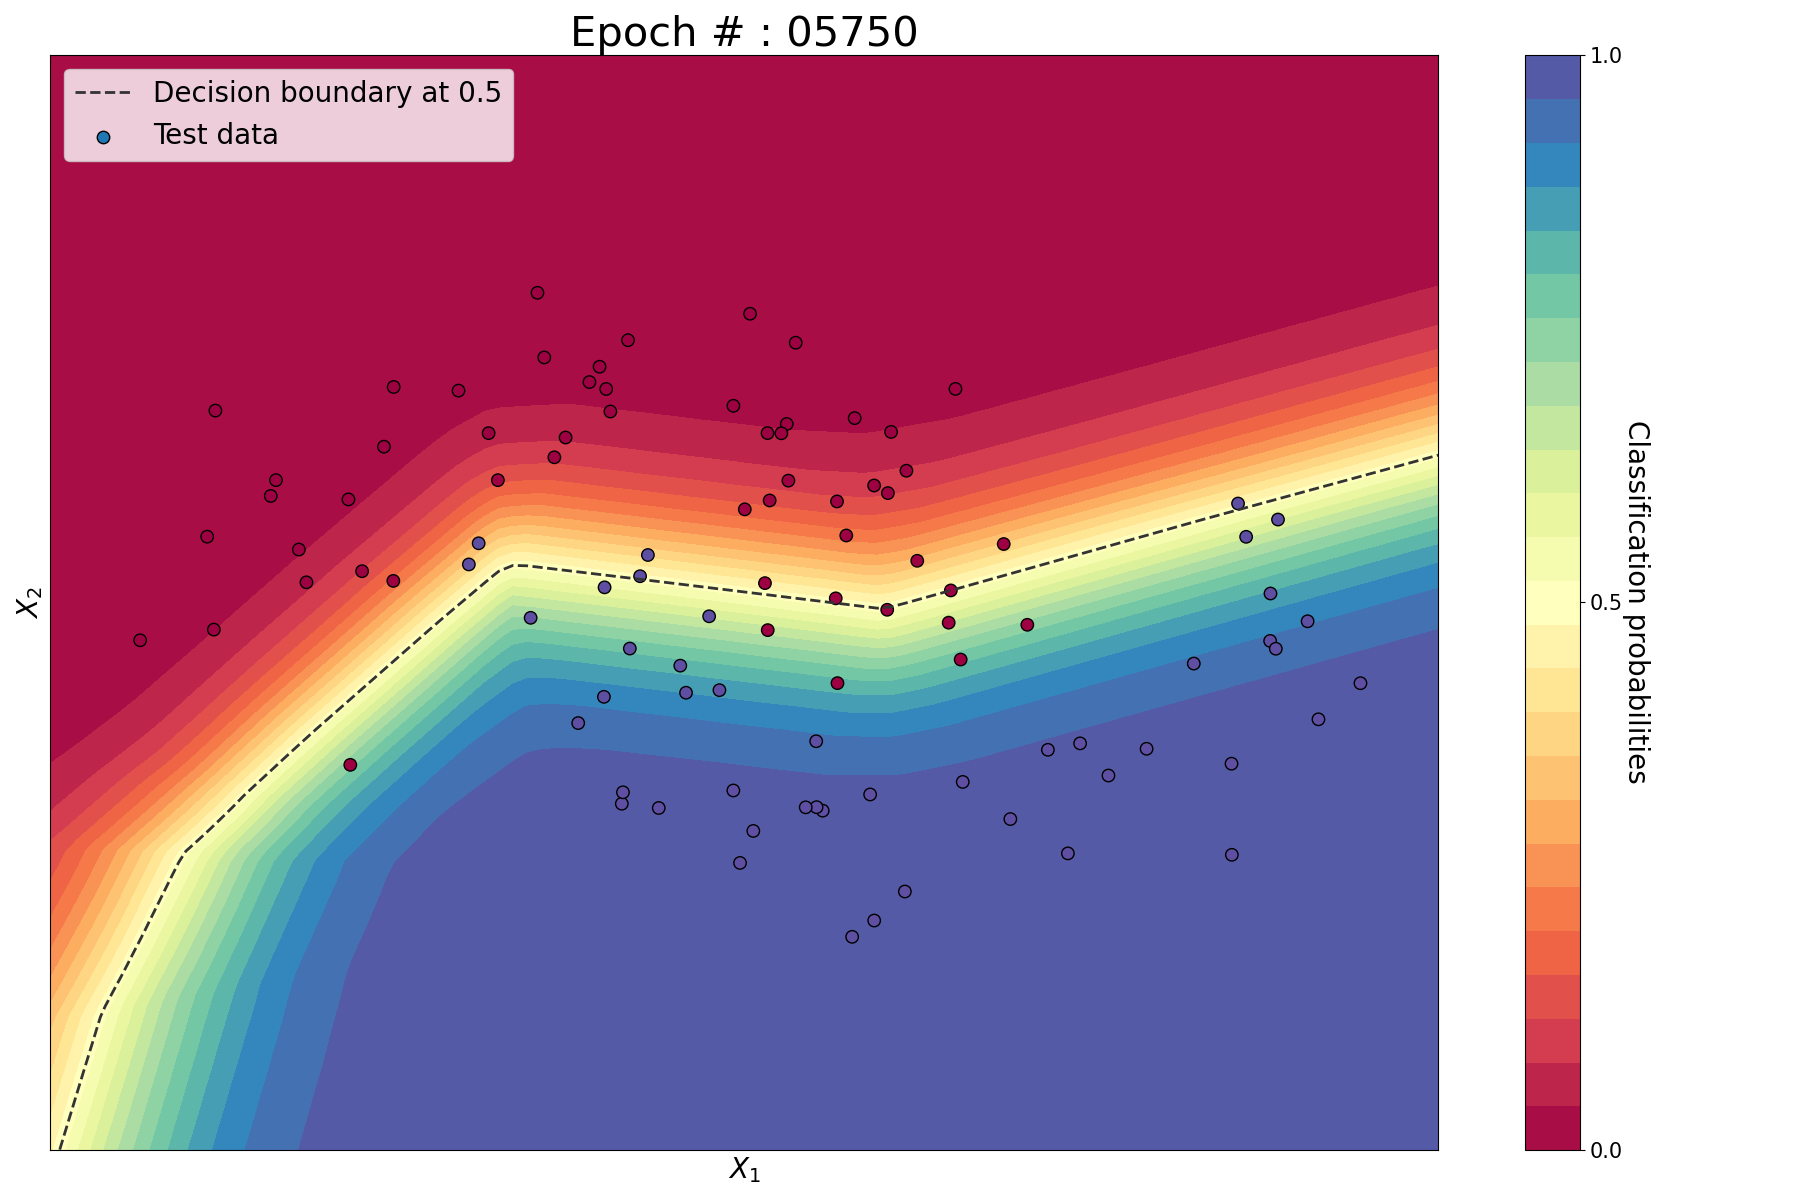 Epoch # : 05750
Decision boundary at 0.5
Test data
X₂
X₁
1.0
0.5
0.0
Classification probabilities